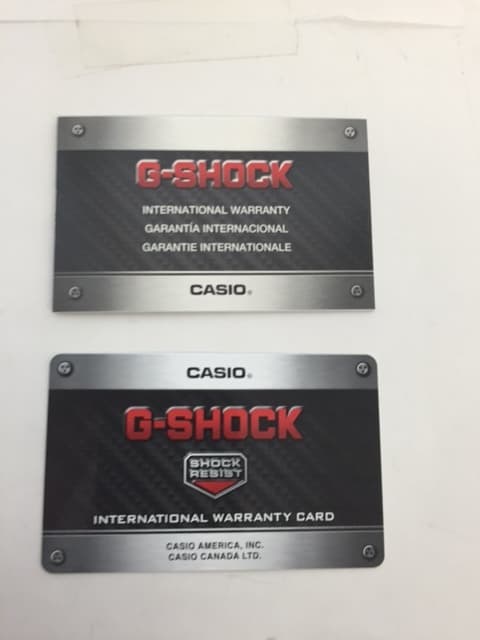 G-SHOCK
INTERNATIONAL WARRANTY
GARANTÍA INTERNACIONAL
GARANTIE INTERNATIONALE
CASIO®
CASIO®
G-SHOCK
SHOCK
RESIST
INTERNATIONAL WARRANTY CARD
CASIO AMERICA, INC.
CASIO CANADA LTD.